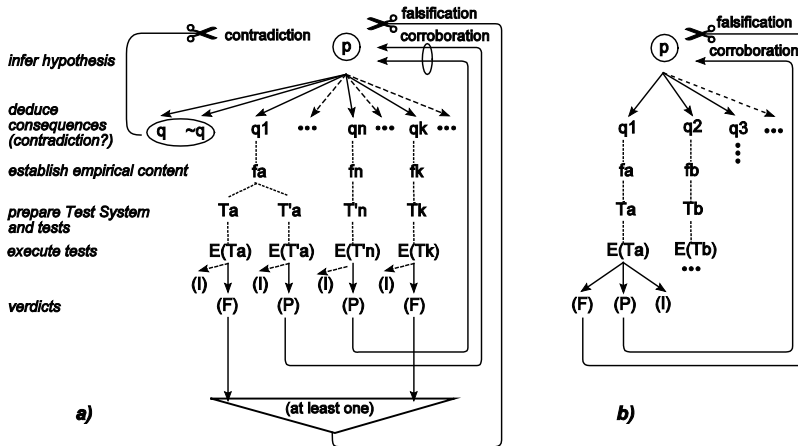 falsification
contradiction
p
corroboration
infer hypothesis
deduce
consequences
(contradiction?)
q ~q q1 ••• qn ••• qk •••
establish empirical content
fa fn fk
prepare Test System
and tests
Ta T'a T'n Tk
execute tests
E(Ta) E(T'a) E(T'n) E(Tk)
(I) (I) (I) (I)
verdicts
(F) (P) (P) (F)
(at least one)
a)
falsification
p
corroboration
q1 q2 q3 •••
fa fb
Ta Tb
E(Ta) E(Tb)
•••
(F) (P) (I)
b)